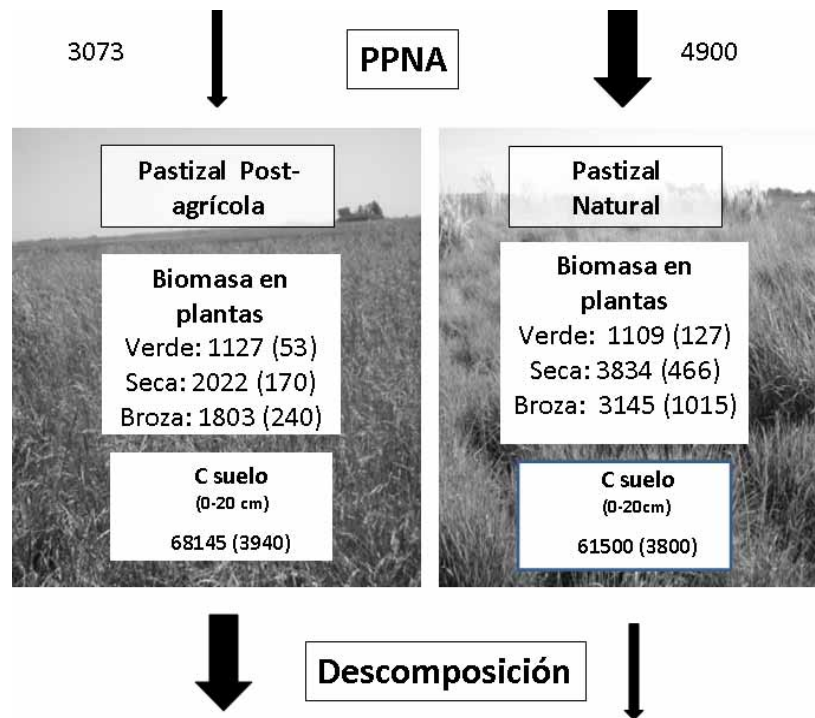 3073
PPNA
4900
Pastizal Post-
agrícola
Biomasa en
plantas
Verde: 1127 (53)
Seca: 2022 (170)
Broza: 1803 (240)
C suelo
(0-20 cm)
68145 (3940)
Pastizal
Natural
Biomasa en
plantas
Verde: 1109 (127)
Seca: 3834 (466)
Broza: 3145 (1015)
C suelo
(0-20cm)
61500 (3800)
Descomposición